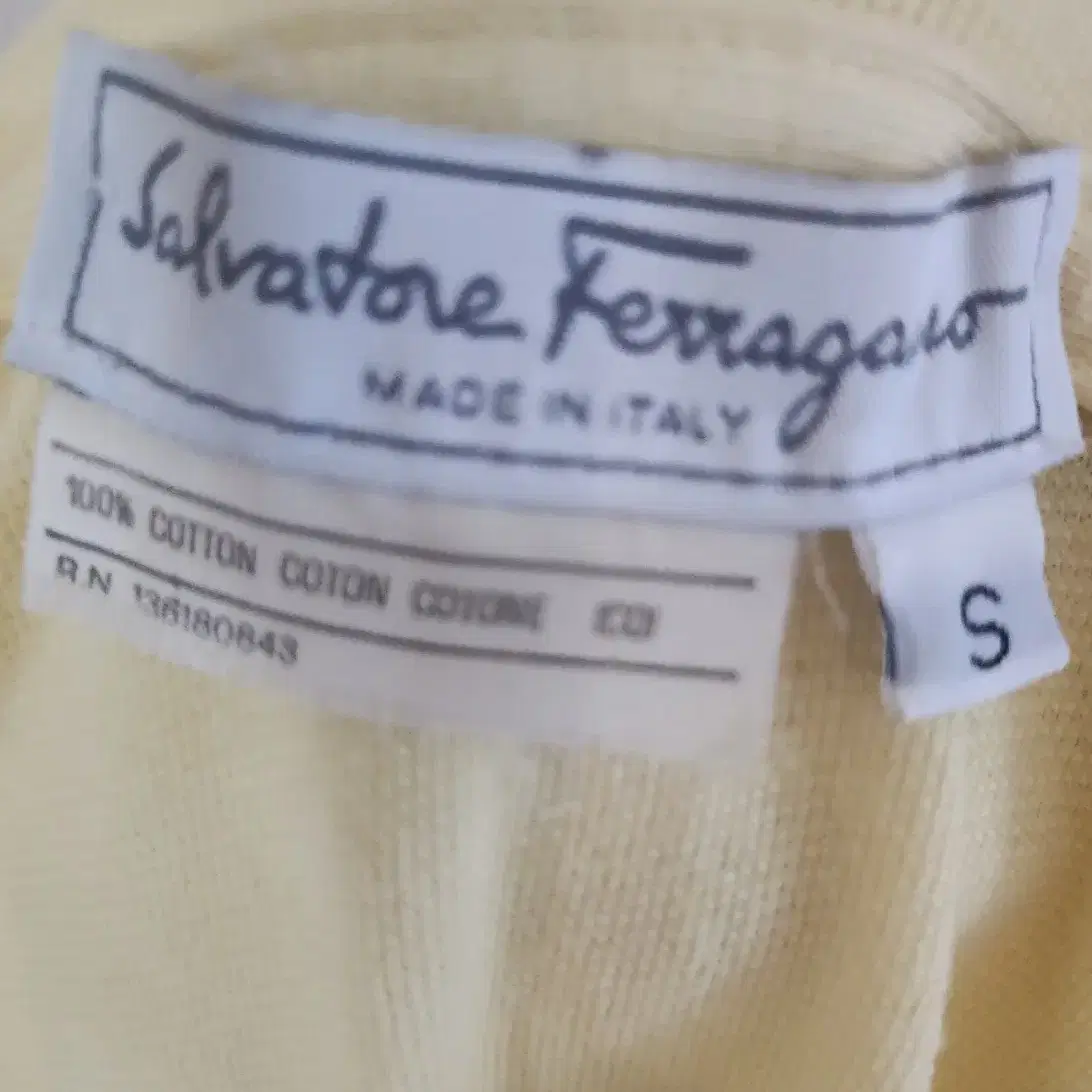 Salvatore Ferragamo
MADE IN ITALY
100% COTTON COTON COTONE CO
R.N 136180843
S